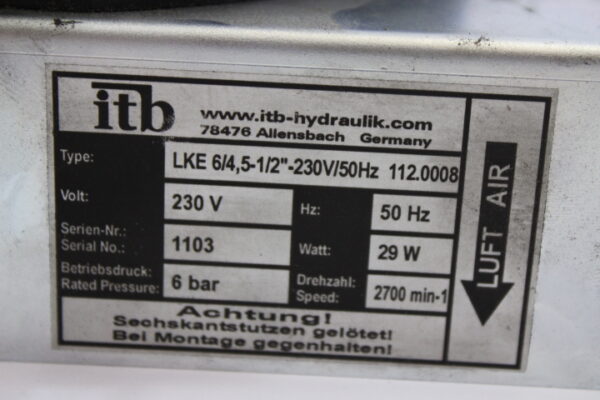 itb
www.itb-hydraulik.com
78476 Allensbach Germany
Type: LKE 6/4,5-1/2"-230V/50Hz 112.0008
Volt: 230 V Hz: 50 Hz
Serien-Nr.:
Serial No.: 1103 Watt: 29 W
Betriebsdruck: Drehzahl:
Rated Pressure: 6 bar Speed: 2700 min-1
Achtung!
Sechskantstutzen gelötet!
Bei Montage gegenhalten!
LUFT AIR